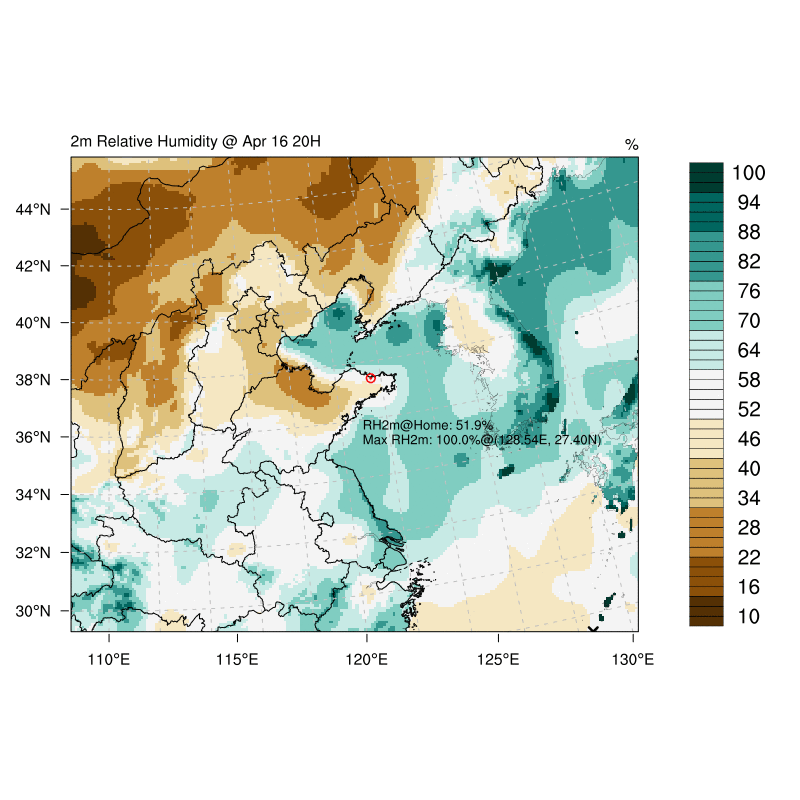 2m Relative Humidity @ Apr 16 20H
%
100
94
88
82
76
70
64
58
52
46
40
34
28
22
16
10
44°N
42°N
40°N
38°N
36°N
34°N
32°N
30°N
RH2m@Home: 51.9%
Max RH2m: 100.0%@(128.54E, 27.40N)
110°E 115°E 120°E 125°E 130°E